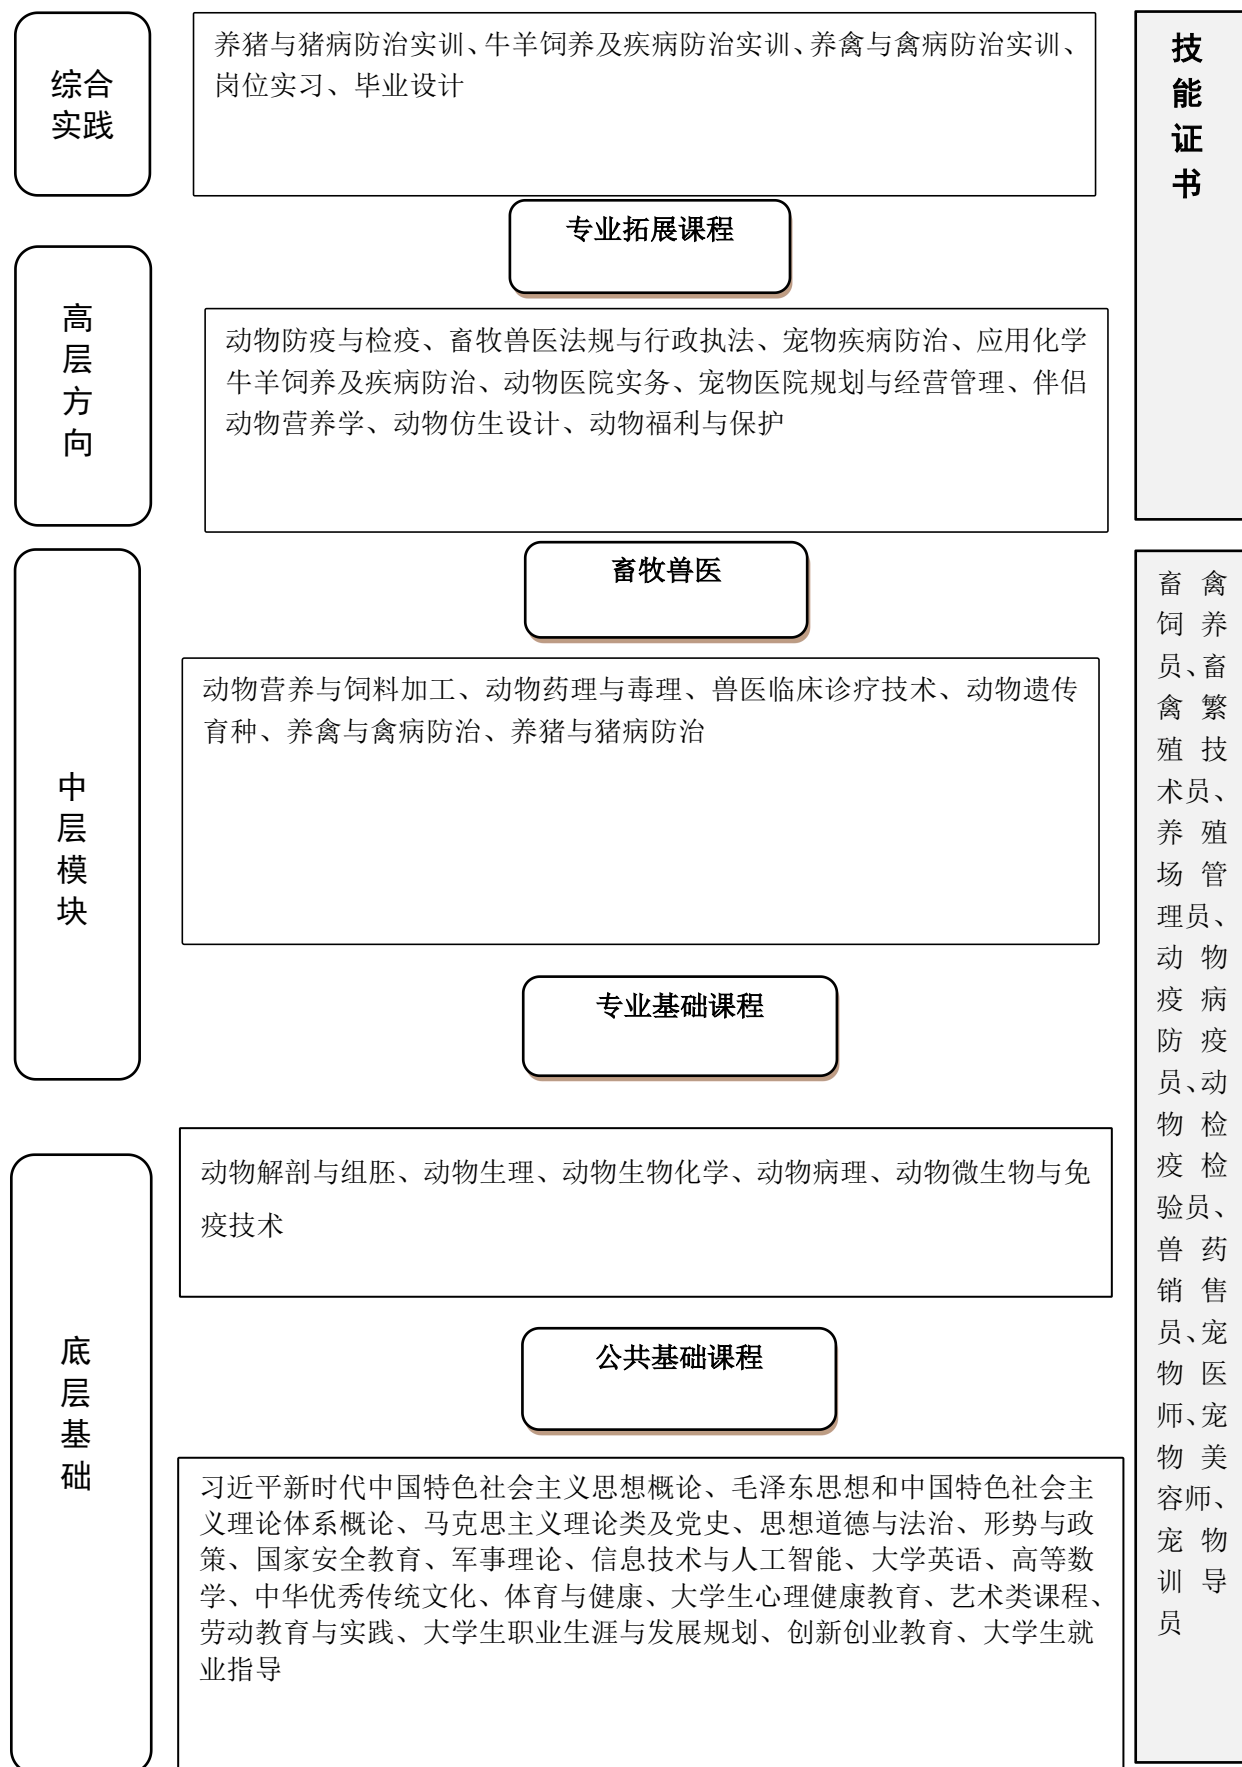 综合
实践
养猪与猪病防治实训、牛羊饲养及疾病防治实训、养禽与禽病防治实训、
岗位实习、毕业设计
专业拓展课程
高
层
方
向
动物防疫与检疫、畜牧兽医法规与行政执法、宠物疾病防治、应用化学
牛羊饲养及疾病防治、动物医院实务、宠物医院规划与经营管理、伴侣
动物营养学、动物仿生设计、动物福利与保护
畜牧兽医
中
层
模
块
动物营养与饲料加工、动物药理与毒理、兽医临床诊疗技术、动物遗传
育种、养禽与禽病防治、养猪与猪病防治
专业基础课程
底
层
基
础
动物解剖与组胚、动物生理、动物生物化学、动物病理、动物微生物与免
疫技术
公共基础课程
习近平新时代中国特色社会主义思想概论、毛泽东思想和中国特色社会主
义理论体系概论、马克思主义理论类及党史、思想道德与法治、形势与政
策、国家安全教育、军事理论、信息技术与人工智能、大学英语、高等数
学、中华优秀传统文化、体育与健康、大学生心理健康教育、艺术类课程、
劳动教育与实践、大学生职业生涯与发展规划、创新创业教育、大学生就
业指导
技
能
证
书
畜禽
饲养
员、畜
禽繁
殖技
术员、
养殖
场管
理员、
动物
疫病
防疫
员、动
物检
疫检
验员、
兽药
销售
员、宠
物医
师、宠
物美
容师、
宠物
训导
员